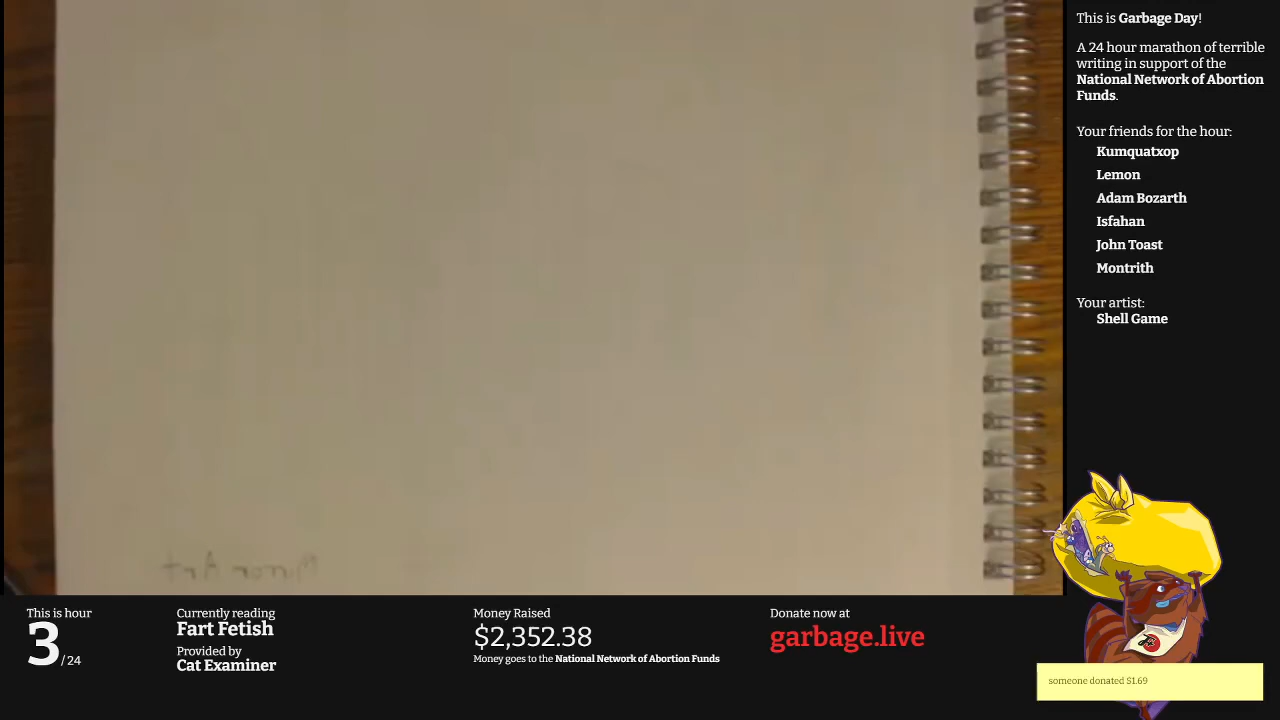 This is Garbage Day!
A 24 hour marathon of terrible
writing in support of the
National Network of Abortion
Funds.
Your friends for the hour:
Kumquatxop
Lemon
Adam Bozarth
Isfahan
John Toast
Montrith
Your artist:
Shell Game
Mirror Art
This is hour
3/24
Currently reading
Fart Fetish
Provided by
Cat Examiner
Money Raised
$2,352.38
Money goes to the National Network of Abortion Funds
Donate now at
garbage.live
someone donated $1.69